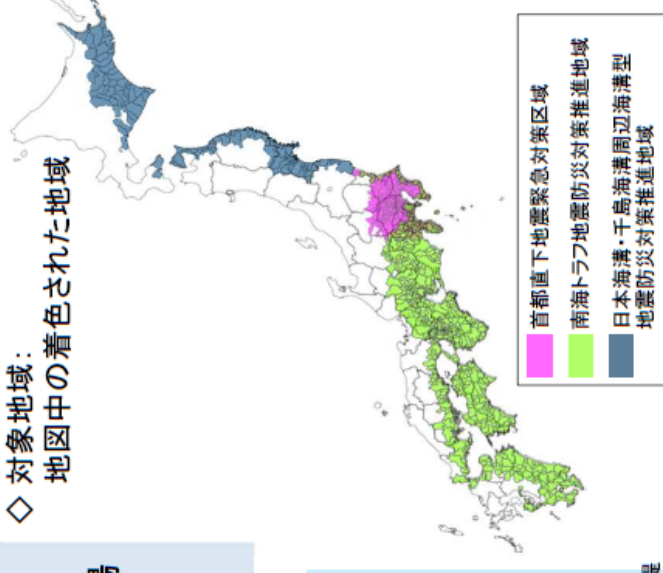 ◇ 対象地域：
地図中の着色された地域
首都直下地震緊急対策区域
南海トラフ地震防災対策推進地域
日本海溝・千島海溝周辺海溝型
地震防災対策推進地域